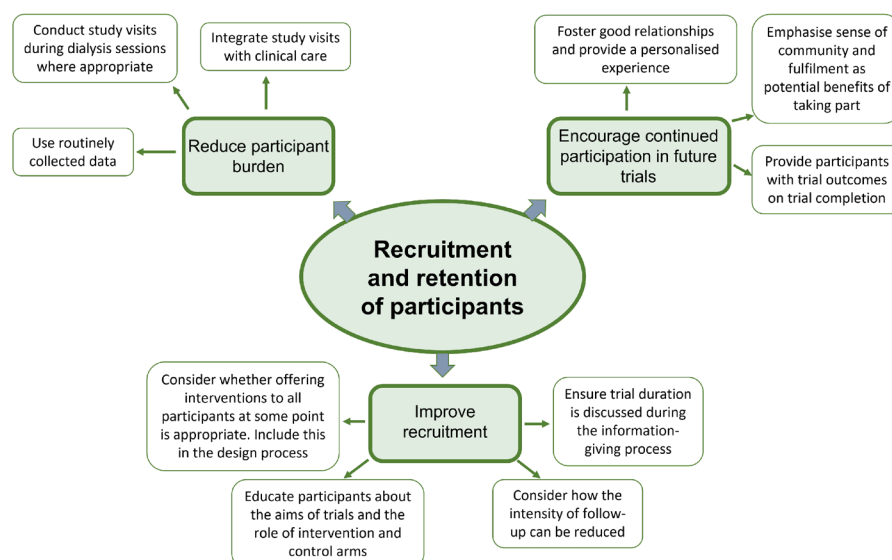 Conduct study visits
during dialysis sessions
where appropriate
Integrate study visits
with clinical care
Use routinely
collected data
Reduce participant
burden
Foster good relationships
and provide a personalised
experience
Emphasise sense of
community and
fulfilment as
potential benefits of
taking part
Encourage continued
participation in future
trials
Provide participants
with trial outcomes
on trial completion
Recruitment
and retention
of participants
Consider whether offering
interventions to all
participants at some point
is appropriate. Include this
in the design process
Improve
recruitment
Ensure trial duration
is discussed during
the information-
giving process
Educate participants about
the aims of trials and the
role of intervention and
control arms
Consider how the
intensity of follow-
up can be reduced